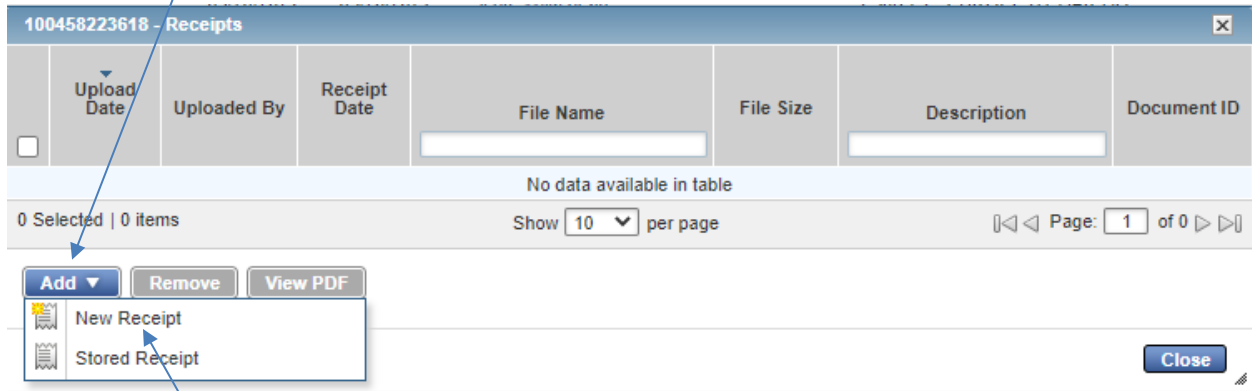 100458223618 - Receipts
Upload Date
Uploaded By
Receipt Date
File Name
File Size
Description
Document ID
No data available in table
0 Selected | 0 items
Show 10 per page
Page: 1 of 0
Add Remove View PDF
New Receipt
Stored Receipt
Close